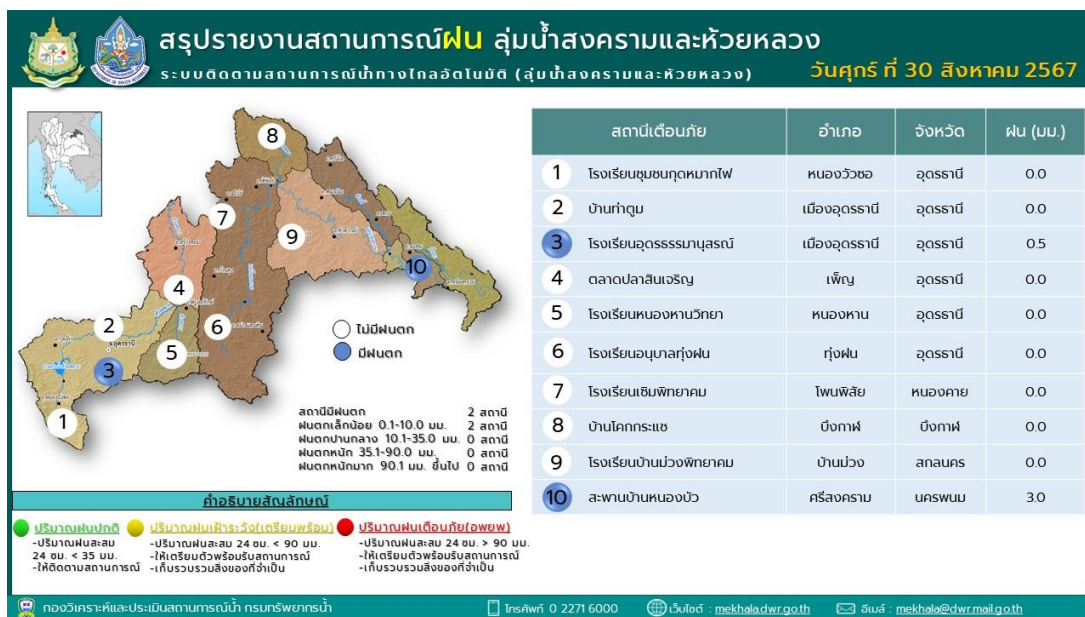 สรุปรายงานสถานการณ์ฝน ลุ่มน้ำสงครามและห้วยหลวง
ระบบติดตามสถานการณ์น้ำทางไกลอัตโนมัติ (ลุ่มน้ำสงครามและห้วยหลวง)
วันศุกร์ ที่ 30 สิงหาคม 2567
สถานีเตือนภัย อำเภอ จังหวัด ฝน (มม.)
1 โรงเรียนชุมชนกุดหมากไฟ หนองวัวซอ อุดรธานี 0.0
2 บ้านท่าตูม เมืองอุดรธานี อุดรธานี 0.0
3 โรงเรียนอุดรธรรมานุสรณ์ เมืองอุดรธานี อุดรธานี 0.5
4 ตลาดปลาสินเจริญ เพ็ญ อุดรธานี 0.0
5 โรงเรียนหนองหานวิทยา หนองหาน อุดรธานี 0.0
6 โรงเรียนอนุบาลทุ่งฝน ทุ่งฝน อุดรธานี 0.0
7 โรงเรียนเซิมพิทยาคม โพนพิสัย หนองคาย 0.0
8 บ้านโคกกระแซ บึงกาฬ บึงกาฬ 0.0
9 โรงเรียนบ้านม่วงพิทยาคม บ้านม่วง สกลนคร 0.0
10 สะพานบ้านหนองบัว ศรีสงคราม นครพนม 3.0
8
7
9
10
4
2
6
5
3
1
ไม่มีฝนตก
มีฝนตก
สถานีมีฝนตก 2 สถานี
ฝนตกเล็กน้อย 0.1-10.0 มม. 2 สถานี
ฝนตกปานกลาง 10.1-35.0 มม. 0 สถานี
ฝนตกหนัก 35.1-90.0 มม. 0 สถานี
ฝนตกหนักมาก 90.1 มม. ขึ้นไป 0 สถานี
คำอธิบายสัญลักษณ์
ปริมาณฝนปกติ
-ปริมาณฝนสะสม
24 ชม. < 35 มม.
-ให้ติดตามสถานการณ์
ปริมาณฝนเฝ้าระวัง(เตรียมพร้อม)
-ปริมาณฝนสะสม 24 ชม. < 90 มม.
-ให้เตรียมตัวพร้อมรับสถานการณ์
-เก็บรวบรวมสิ่งของที่จำเป็น
ปริมาณฝนเตือนภัย(อพยพ)
-ปริมาณฝนสะสม 24 ชม. > 90 มม.
-ให้เตรียมตัวพร้อมรับสถานการณ์
-เก็บรวบรวมสิ่งของที่จำเป็น
กองวิเคราะห์และประเมินสถานการณ์น้ำ กรมทรัพยากรน้ำ
โทรศัพท์ 0 2271 6000
เว็บไซต์ : mekhala.dwr.go.th
อีเมล์ : mekhala@dwr.mail.go.th